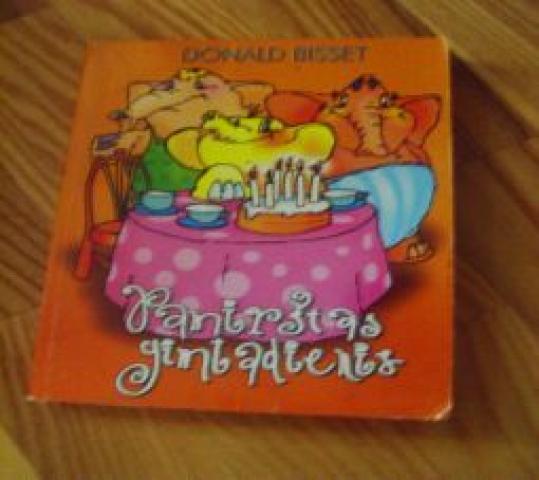 DONALD BISSET
Pamirštas
gimtadienis